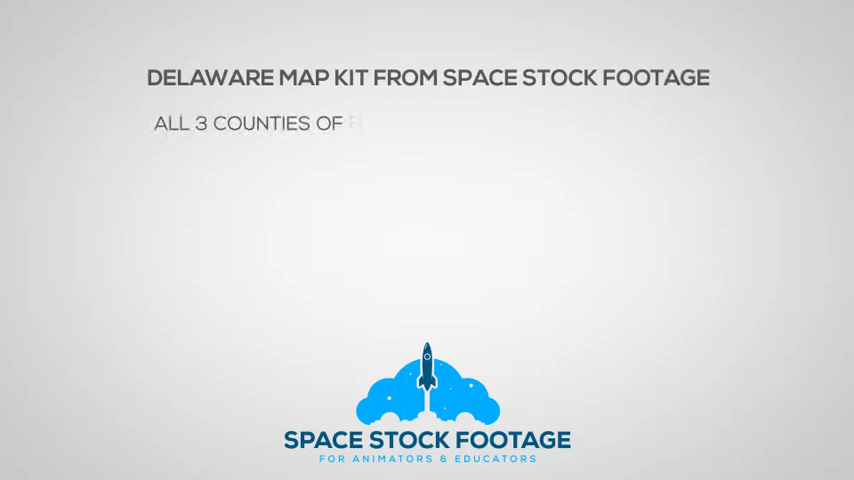 DELAWARE MAP KIT FROM SPACE STOCK FOOTAGE
ALL 3 COUNTIES OF
SPACE STOCK FOOTAGE
FOR ANIMATORS & EDUCATORS